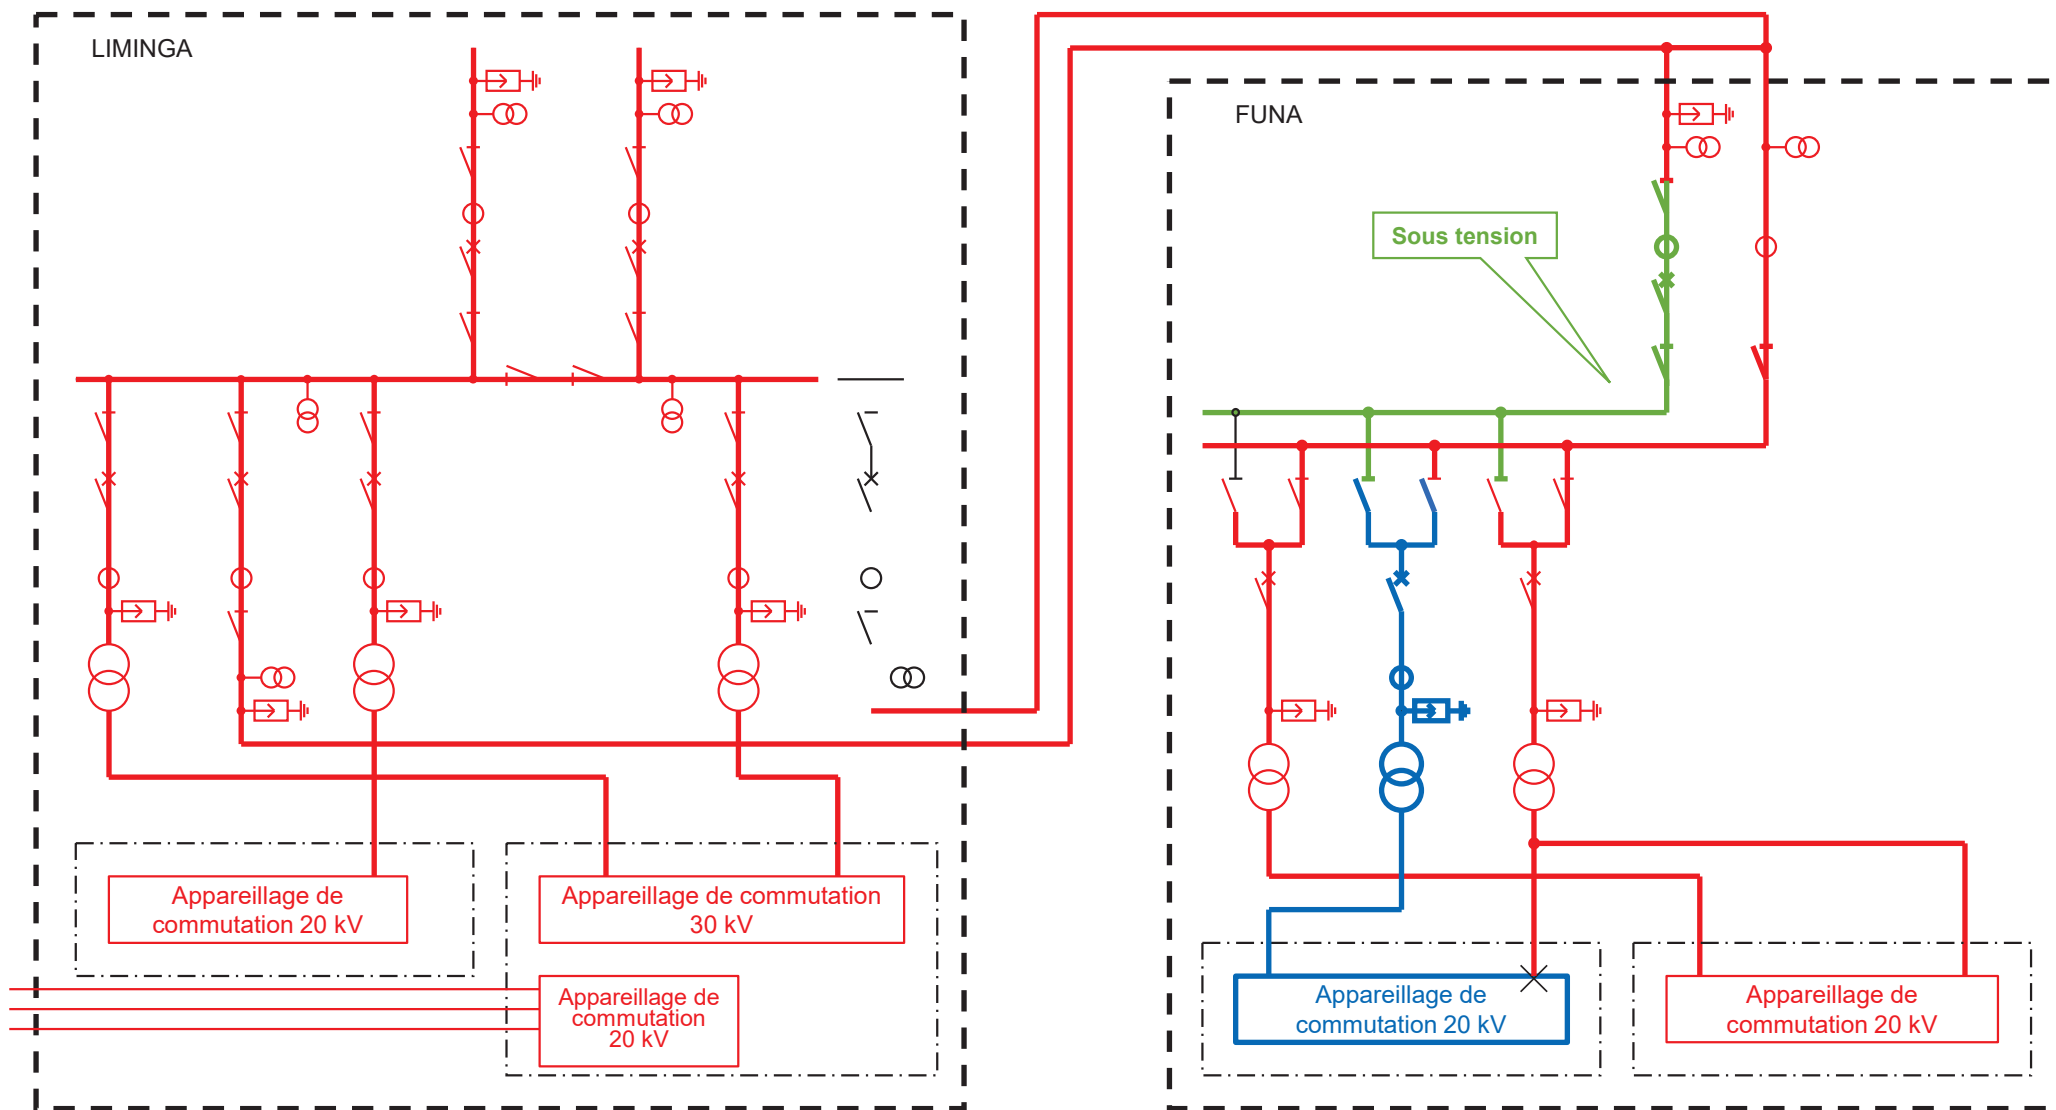 LIMINGA
FUNA
Sous tension
Appareillage de
commutation 20 kV
Appareillage de commutation
30 kV
Appareillage de
commutation
20 kV
Appareillage de
commutation 20 kV
Appareillage de
commutation 20 kV